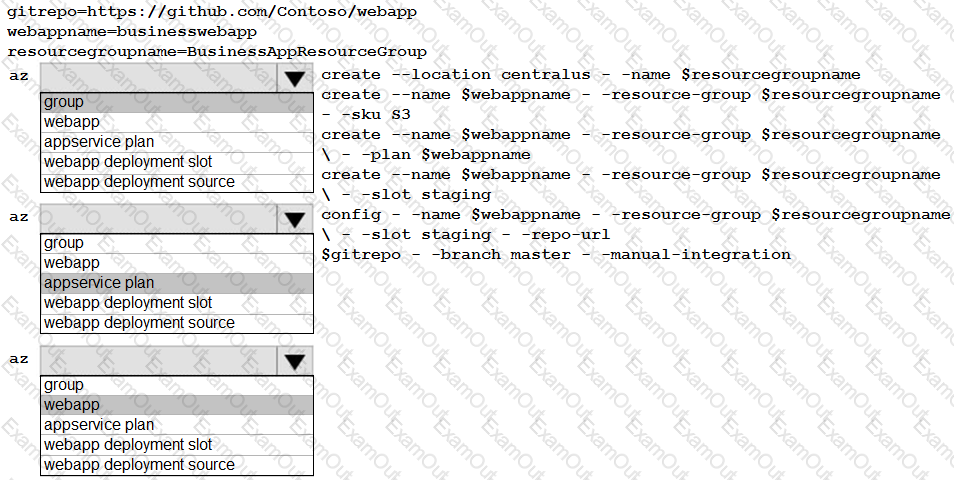 gitrepo=https://github.com/Contoso/webapp
webappname=businesswebapp
resourcegroupname=BusinessAppResourceGroup
az
group
webapp
appservice plan
webapp deployment slot
webapp deployment source
az
group
webapp
appservice plan
webapp deployment slot
webapp deployment source
az
group
webapp
appservice plan
webapp deployment slot
webapp deployment source
create --location centralus - -name $resourcegroupname
create --name $webappname - -resource-group $resourcegroupname
- -sku S3
create --name $webappname - -resource-group $resourcegroupname
\ - -plan $webappname
create --name $webappname - -resource-group $resourcegroupname
\ - -slot staging
config - -name $webappname - -resource-group $resourcegroupname
\ - -slot staging - -repo-url
$gitrepo - -branch master - -manual-integration
ExamOut